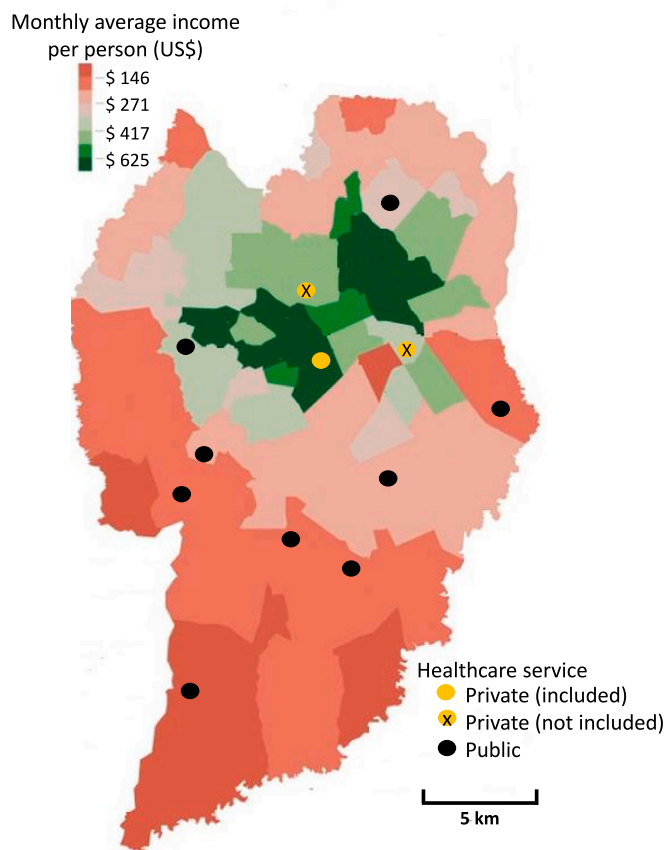 Monthly average income
per person (US$)
$ 146
$ 271
$ 417
$ 625
X
X
Healthcare service
Private (included)
X Private (not included)
Public
5 km